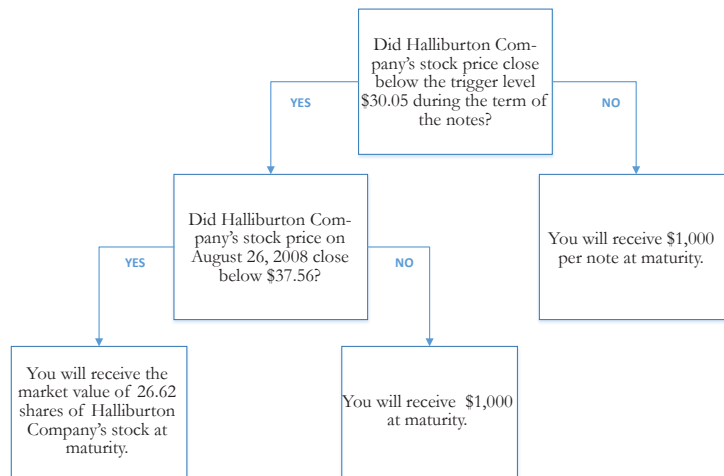 Did Halliburton Com-
pany's stock price close
below the trigger level
$30.05 during the term of
the notes?
YES
NO
Did Halliburton Com-
pany's stock price on
August 26, 2008 close
below $37.56?
You will receive $1,000
per note at maturity.
YES
NO
You will receive the
market value of 26.62
shares of Halliburton
Company's stock at
maturity.
You will receive $1,000
at maturity.